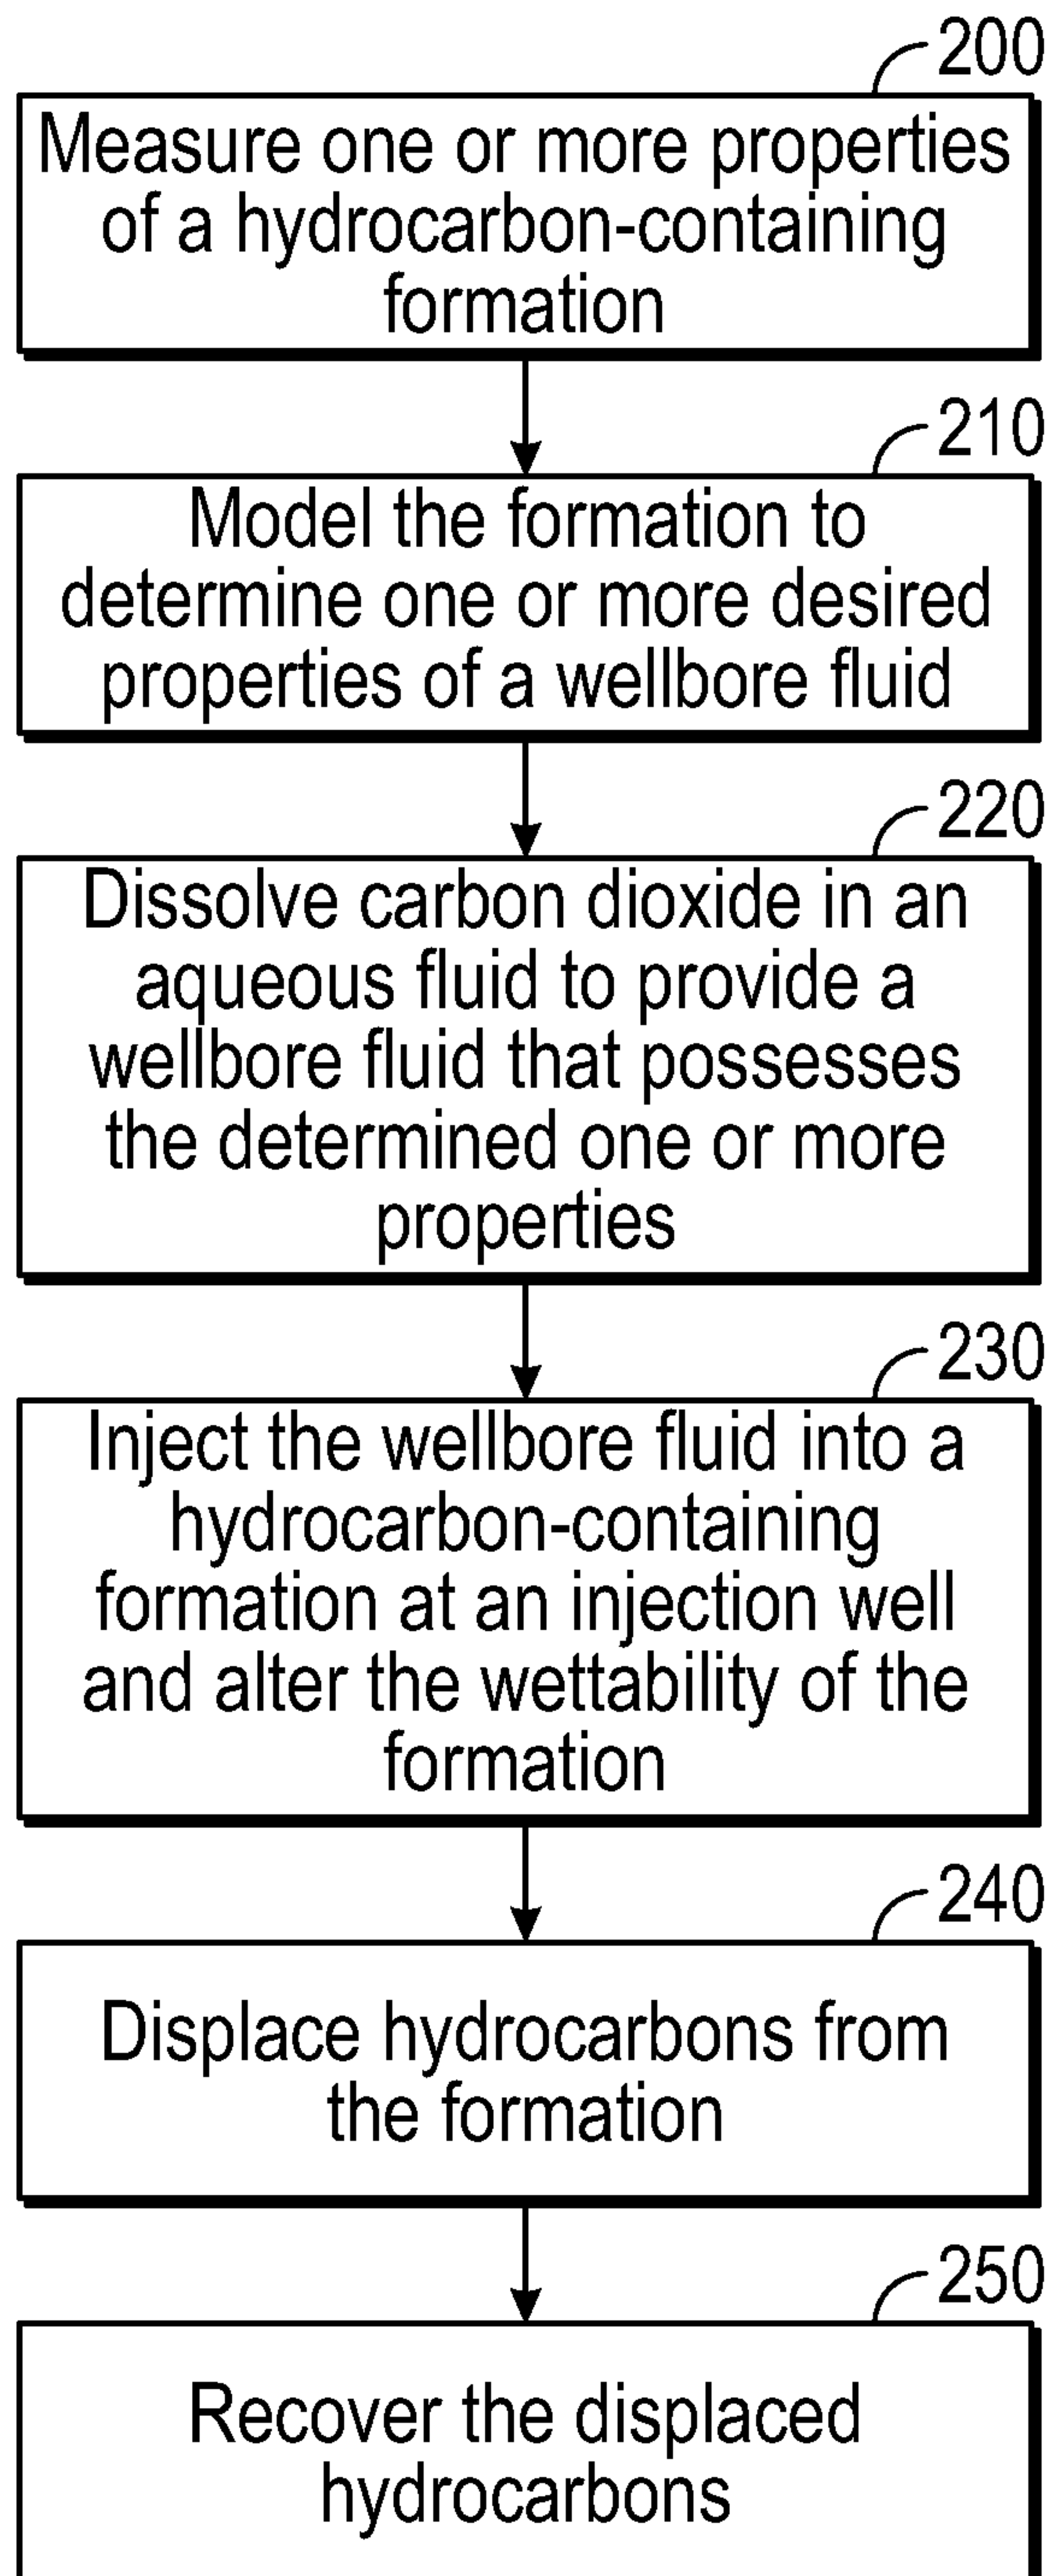 200
Measure one or more properties
of a hydrocarbon-containing
formation
210
Model the formation to
determine one or more desired
properties of a wellbore fluid
220
Dissolve carbon dioxide in an
aqueous fluid to provide a
wellbore fluid that possesses
the determined one or more
properties
230
Inject the wellbore fluid into a
hydrocarbon-containing
formation at an injection well
and alter the wettability of the
formation
240
Displace hydrocarbons from
the formation
250
Recover the displaced
hydrocarbons